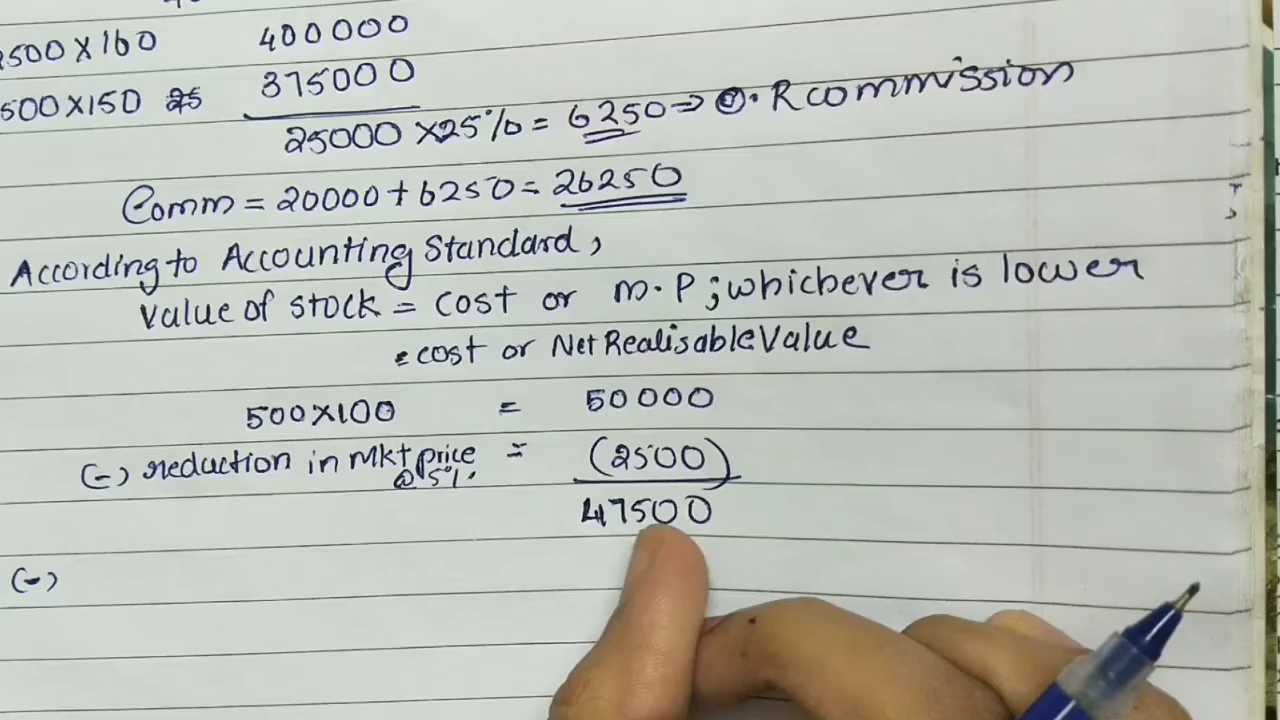 500×160 400000
500×150 375000
25000 ×25% = 6250 ⇒ O.R commission
Comm = 20000 + 6250 = 26250
According to Accounting Standard,
value of stock = cost or m.P ; whichever is lower
cost or Net Realisable Value
500×100 = 50000
(-) reduction in mkt price = (2500)
@5%.
47500
(-)